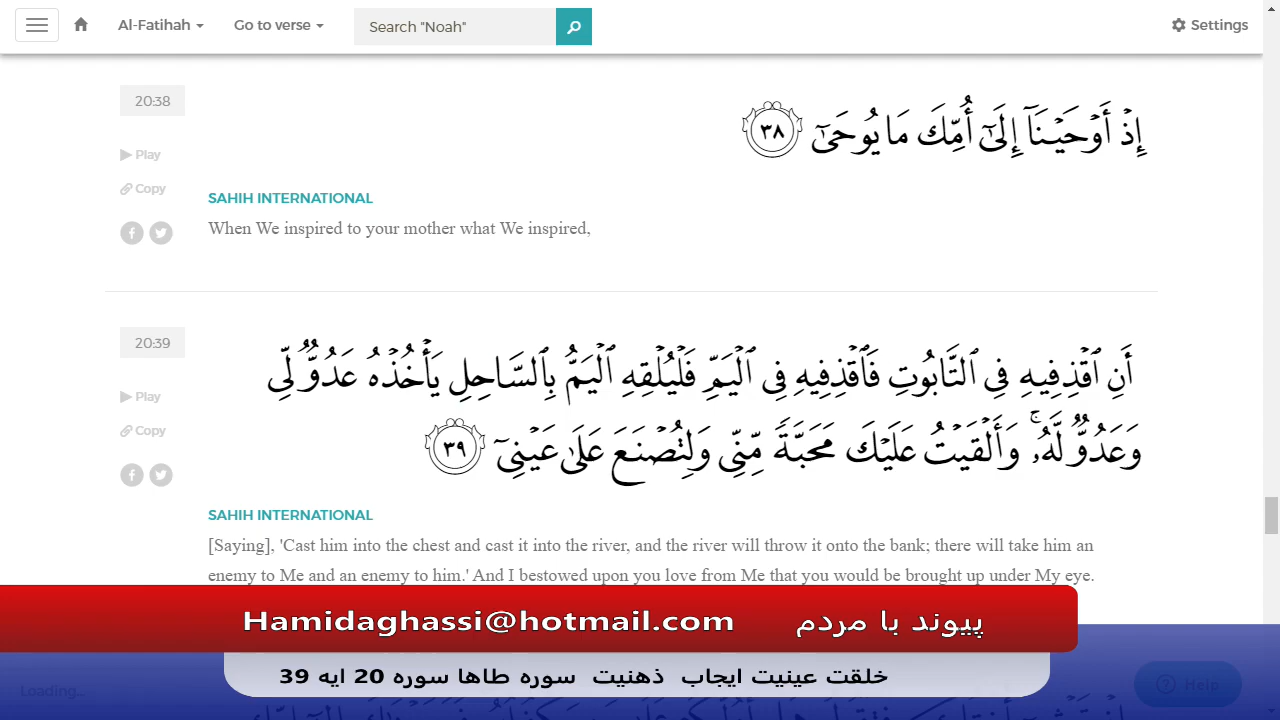 Al-Fatihah
Go to verse
Search "Noah"
Settings
20:38
إِذْ أَوْحَيْنَآ إِلَىٰٓ أُمِّكَ مَا يُوحَىٰٓ ٣٨
Play
Copy
SAHIH INTERNATIONAL
When We inspired to your mother what We inspired,
20:39
أَنِ ٱقْذِفِيهِ فِى ٱلتَّابُوتِ فَٱقْذِفِيهِ فِى ٱلْيَمِّ فَلْيُلْقِهِ ٱلْيَمُّ بِٱلسَّاحِلِ يَأْخُذْهُ عَدُوٌّ لِّى
وَعَدُوٌّ لَّهُۥ ۚ وَأَلْقَيْتُ عَلَيْكَ مَحَبَّةً مِّنِّى وَلِتُصْنَعَ عَلَىٰ عَيْنِىٓ ٣٩
Play
Copy
SAHIH INTERNATIONAL
[Saying], 'Cast him into the chest and cast it into the river, and the river will throw it onto the bank; there will take him an
enemy to Me and an enemy to him.' And I bestowed upon you love from Me that you would be brought up under My eye.
Hamidaghassi@hotmail.com پیوند با مردم
خلقت عینیت ایجاب ذهنیت سوره طاها سوره 20 ایه 39
Loading...
Help